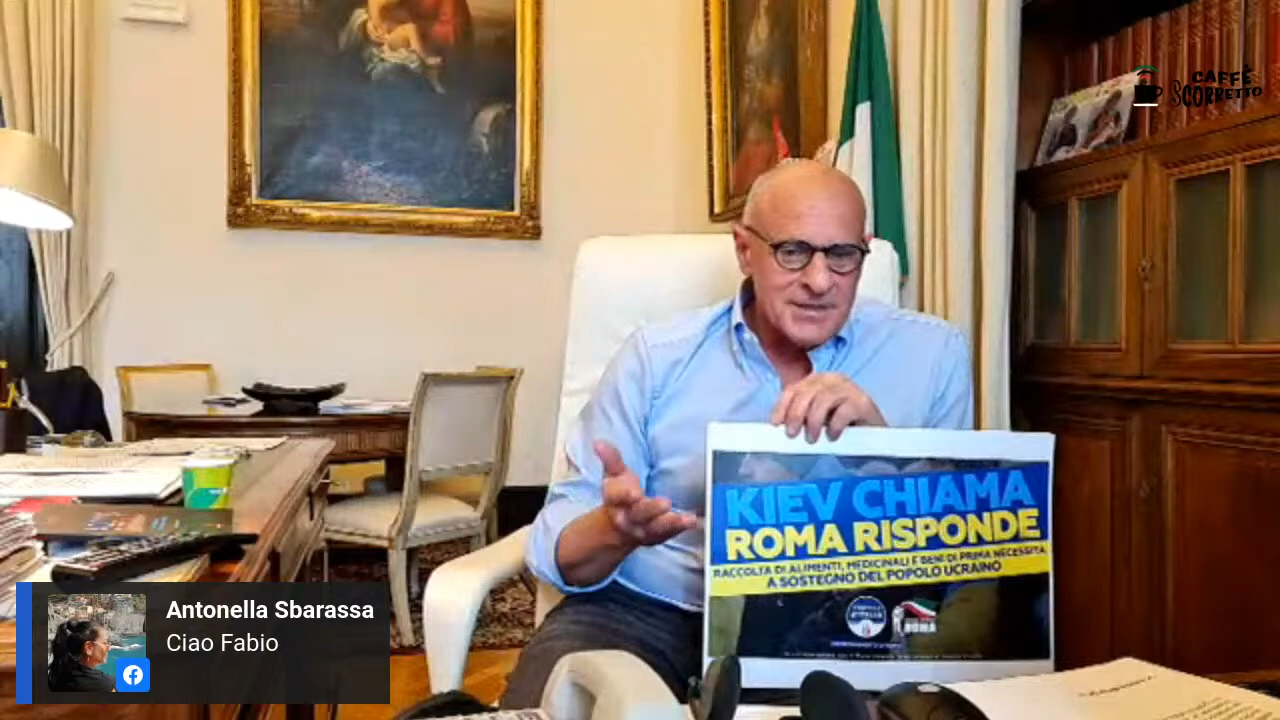 CAFFÈ
SCORRETTO
KIEV CHIAMA
ROMA RISPONDE
RACCOLTA DI ALIMENTI, MEDICINALI E BENI DI PRIMA NECESSITÀ
A SOSTEGNO DEL POPOLO UCRAINO
ROMA
Antonella Sbarassa
Ciao Fabio